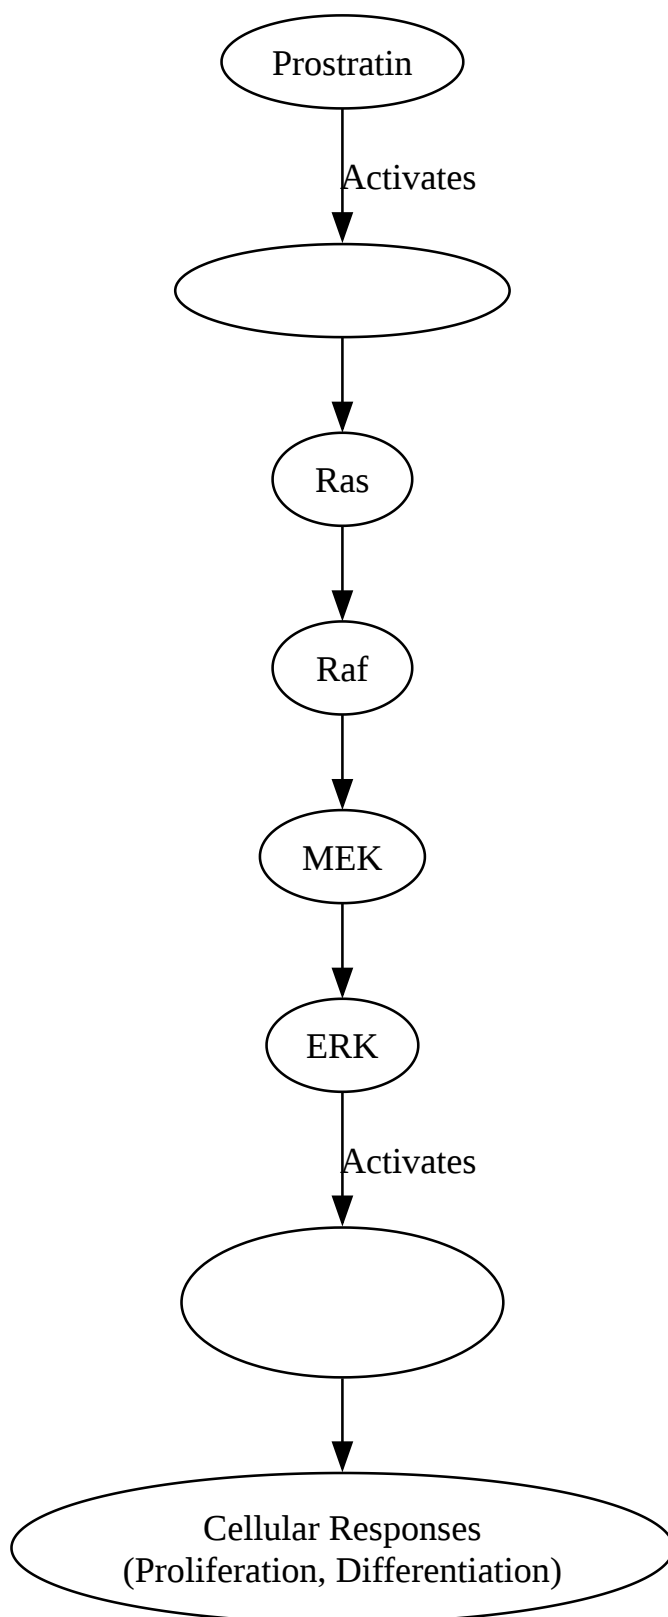 Prostratin
Activates
Ras
Raf
MEK
ERK
Activates
Cellular Responses
(Proliferation, Differentiation)